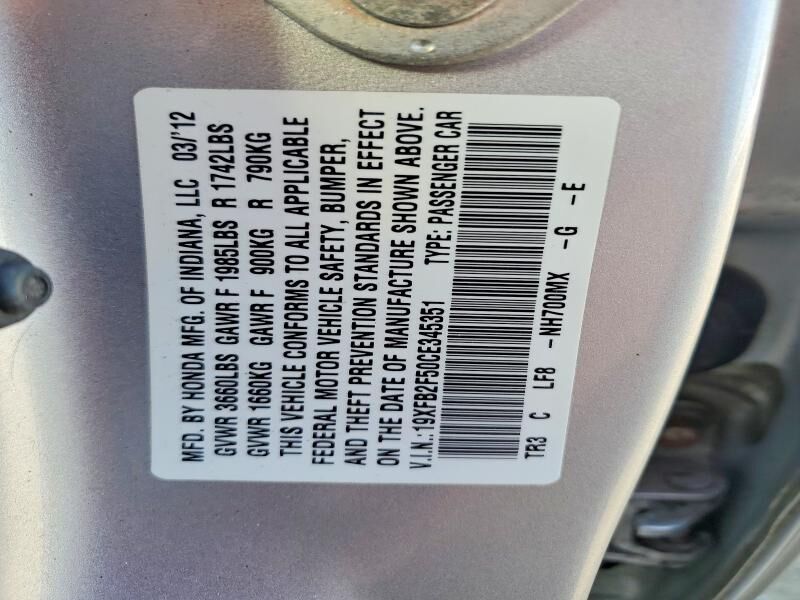 MFD. BY HONDA MFG. OF INDIANA, LLC 03/'12
GVWR 3660LBS GAWR F 1985LBS R 1742LBS
GVWR 1660KG GAWR F 900KG R 790KG
THIS VEHICLE CONFORMS TO ALL APPLICABLE
FEDERAL MOTOR VEHICLE SAFETY, BUMPER,
AND THEFT PREVENTION STANDARDS IN EFFECT
ON THE DATE OF MANUFACTURE SHOWN ABOVE.
V.I.N.: 19XFB2F50CE345351 TYPE: PASSENGER CAR
TR3 C LF8 -NH700MX -G -E